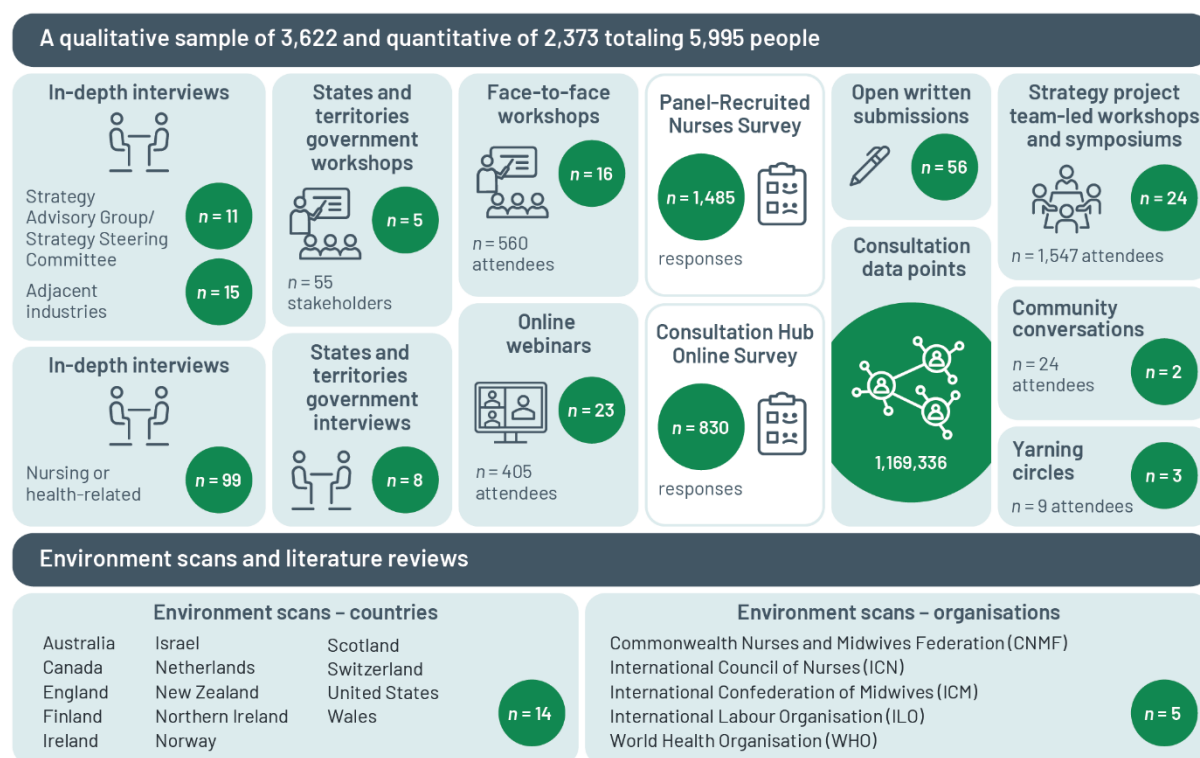 A qualitative sample of 3,622 and quantitative of 2,373 totaling 5,995 people
In-depth interviews
Strategy
Advisory Group/
Strategy Steering
Committee
n = 11
Adjacent
industries
n = 15
In-depth interviews
Nursing or
health-related
n = 99
States and
territories
government
workshops
n = 5
n = 55
stakeholders
States and
territories
government
interviews
n = 8
Face-to-face
workshops
n = 16
n = 560
attendees
Online
webinars
n = 23
n = 405
attendees
Panel-Recruited
Nurses Survey
n = 1,485
responses
Consultation Hub
Online Survey
n = 830
responses
Open written
submissions
n = 56
Consultation
data points
1,169,336
Strategy project
team-led workshops
and symposiums
n = 24
n = 1,547 attendees
Community
conversations
n = 24
attendees
n = 2
Yarning
circles
n = 3
n = 9 attendees
Environment scans and literature reviews
Environment scans – countries
Australia
Canada
England
Finland
Ireland
Israel
Netherlands
New Zealand
Northern Ireland
Norway
Scotland
Switzerland
United States
Wales
n = 14
Environment scans – organisations
Commonwealth Nurses and Midwives Federation (CNMF)
International Council of Nurses (ICN)
International Confederation of Midwives (ICM)
International Labour Organisation (ILO)
World Health Organisation (WHO)
n = 5